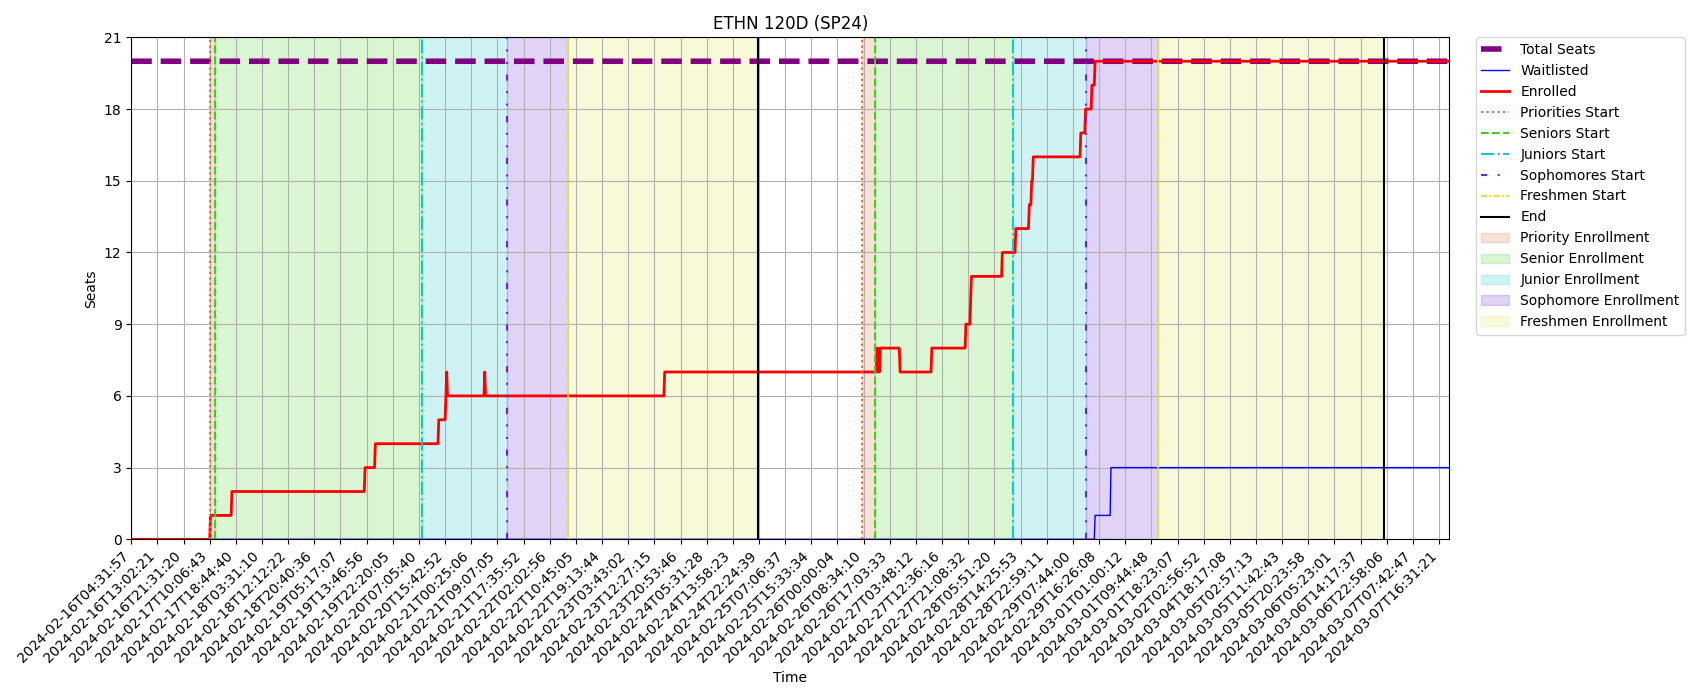 ETHN 120D (SP24)
Seats
21
18
15
12
9
6
3
0
2024-02-16T04:31:57
2024-02-16T13:02:21
2024-02-16T21:31:20
2024-02-17T10:06:43
2024-02-17T18:44:40
2024-02-18T03:31:10
2024-02-18T12:12:22
2024-02-18T20:40:36
2024-02-19T05:17:07
2024-02-19T13:46:56
2024-02-19T22:20:05
2024-02-20T07:05:40
2024-02-20T15:42:52
2024-02-21T00:25:06
2024-02-21T09:07:05
2024-02-21T17:35:52
2024-02-22T02:02:56
2024-02-22T10:45:05
2024-02-22T19:13:44
2024-02-23T03:43:02
2024-02-23T12:27:15
2024-02-23T20:53:46
2024-02-24T05:31:28
2024-02-24T13:58:23
2024-02-24T22:24:39
2024-02-25T07:06:37
2024-02-25T15:33:34
2024-02-26T00:00:04
2024-02-26T08:34:10
2024-02-26T17:03:33
2024-02-27T03:48:12
2024-02-27T12:36:16
2024-02-27T21:08:32
2024-02-28T05:51:20
2024-02-28T14:25:53
2024-02-28T22:59:11
2024-02-29T07:44:00
2024-02-29T16:26:08
2024-03-01T01:00:12
2024-03-01T09:44:48
2024-03-01T18:23:07
2024-03-02T02:56:52
2024-03-04T18:17:08
2024-03-05T02:57:13
2024-03-05T11:42:43
2024-03-05T20:23:58
2024-03-06T05:23:01
2024-03-06T14:17:37
2024-03-06T22:58:06
2024-03-07T07:42:47
2024-03-07T16:31:21
Time
Total Seats
Waitlisted
Enrolled
Priorities Start
Seniors Start
Juniors Start
Sophomores Start
Freshmen Start
End
Priority Enrollment
Senior Enrollment
Junior Enrollment
Sophomore Enrollment
Freshmen Enrollment